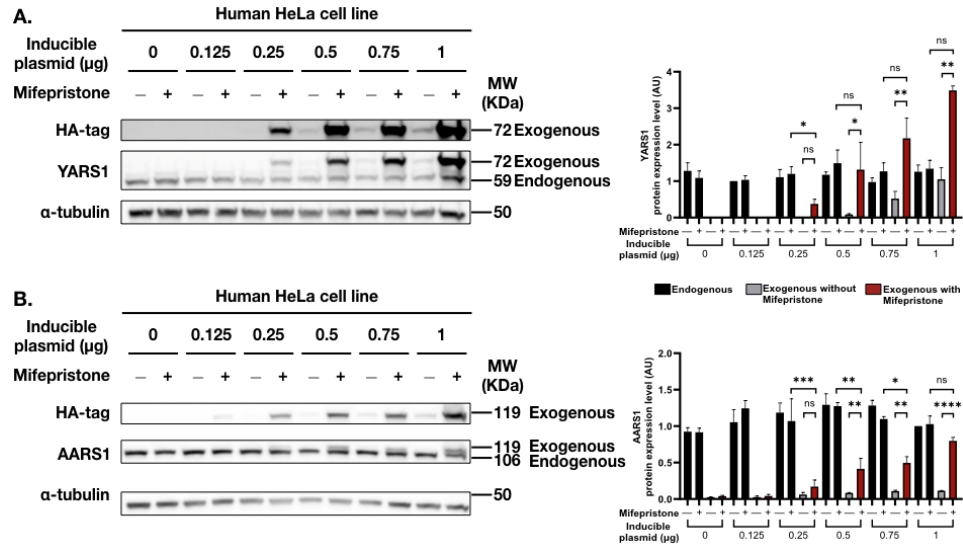 A.
Human HeLa cell line
Inducible plasmid (µg)
0 0.125 0.25 0.5 0.75 1
Mifepristone
— + — + — + — + — + — +
MW (KDa)
HA-tag
72 Exogenous
YARS1
72 Exogenous
59 Endogenous
α-tubulin
50
YARS1
protein expression level (AU)
4
3
2
1
0
* ns ns * ns ** ns **
Mifepristone — + — + — + — + — + — + — + — + — + — + — + — +
Inducible plasmid (µg)
0 0.125 0.25 0.5 0.75 1
Endogenous
Exogenous without Mifepristone
Exogenous with Mifepristone
B.
Human HeLa cell line
Inducible plasmid (µg)
0 0.125 0.25 0.5 0.75 1
Mifepristone
— + — + — + — + — + — +
MW (KDa)
HA-tag
119 Exogenous
AARS1
119 Exogenous
106 Endogenous
α-tubulin
50
AARS1
protein expression level (AU)
2.0
1.5
1.0
0.5
0.0
*** ns ** ** * ** ns ****
Mifepristone — + — + — + — + — + — + — + — + — + — + — + — +
Inducible plasmid (µg)
0 0.125 0.25 0.5 0.75 1